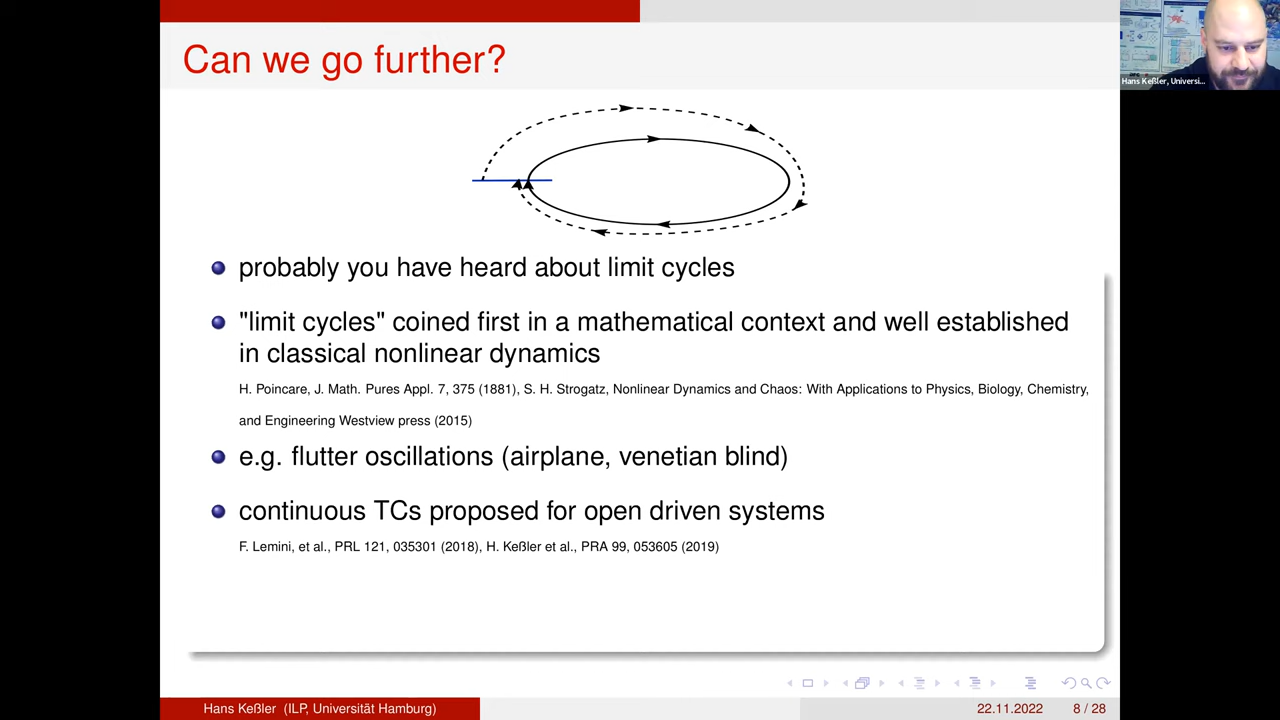 Can we go further?
Hans Keßler, Universi...
probably you have heard about limit cycles
"limit cycles" coined first in a mathematical context and well established
in classical nonlinear dynamics
H. Poincare, J. Math. Pures Appl. 7, 375 (1881), S. H. Strogatz, Nonlinear Dynamics and Chaos: With Applications to Physics, Biology, Chemistry,
and Engineering Westview press (2015)
e.g. flutter oscillations (airplane, venetian blind)
continuous TCs proposed for open driven systems
F. Lemini, et al., PRL 121, 035301 (2018), H. Keßler et al., PRA 99, 053605 (2019)
Hans Keßler (ILP, Universität Hamburg)
22.11.2022
8 / 28